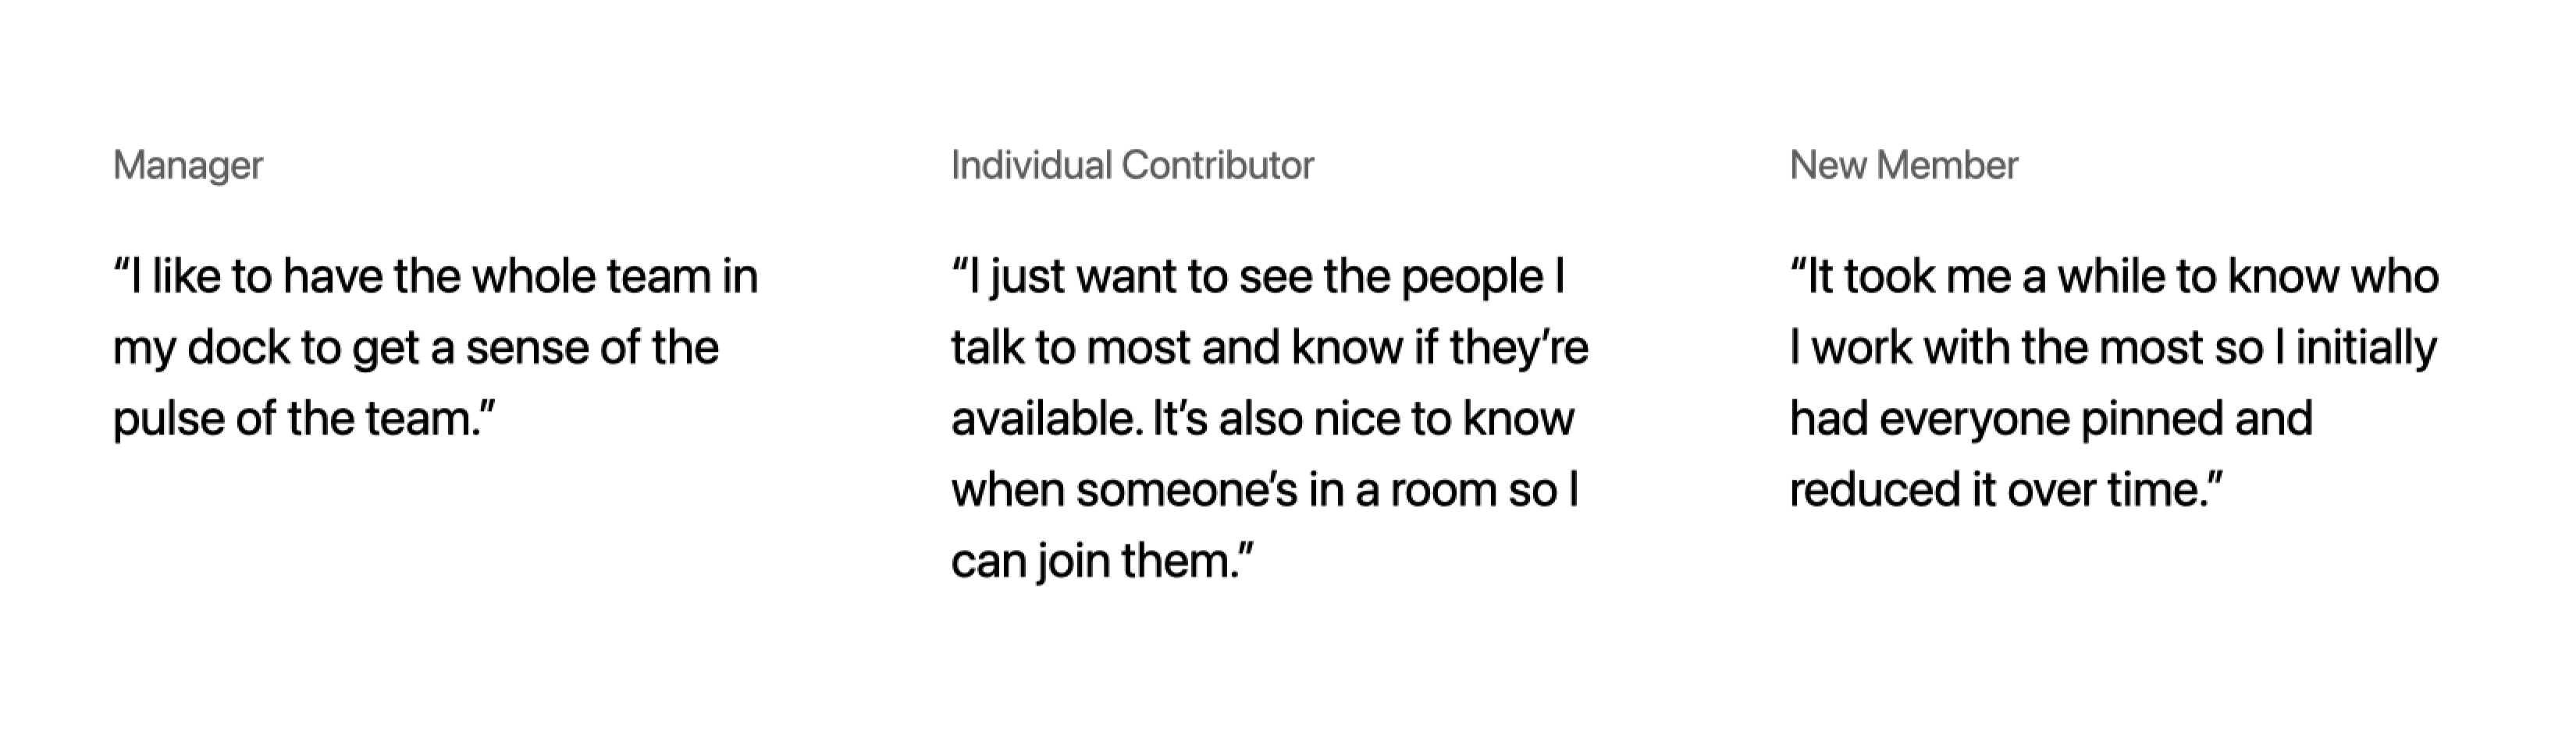 Manager
“I like to have the whole team in
my dock to get a sense of the
pulse of the team.”
Individual Contributor
“I just want to see the people I
talk to most and know if they’re
available. It’s also nice to know
when someone’s in a room so I
can join them.”
New Member
“It took me a while to know who
I work with the most so I initially
had everyone pinned and
reduced it over time.”